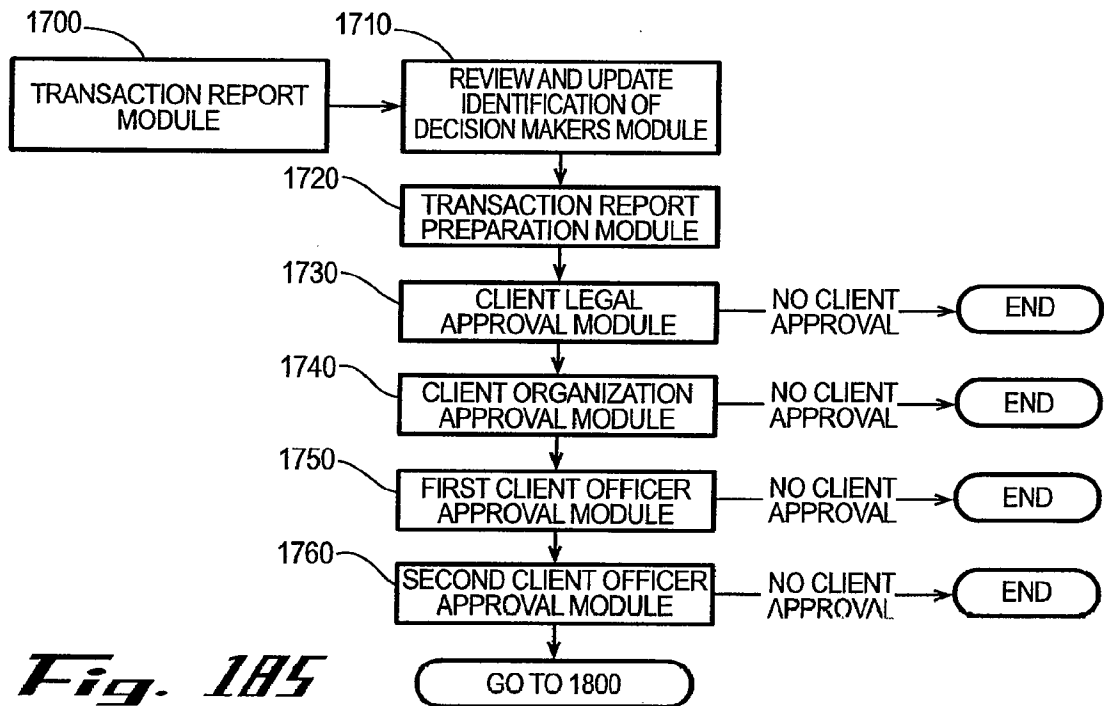 1700
1710
TRANSACTION REPORT
MODULE
REVIEW AND UPDATE
IDENTIFICATION OF
DECISION MAKERS MODULE
1720
TRANSACTION REPORT
PREPARATION MODULE
1730
CLIENT LEGAL
APPROVAL MODULE
NO CLIENT
APPROVAL
END
1740
CLIENT ORGANIZATION
APPROVAL MODULE
NO CLIENT
APPROVAL
END
1750
FIRST CLIENT OFFICER
APPROVAL MODULE
NO CLIENT
APPROVAL
END
1760
SECOND CLIENT OFFICER
APPROVAL MODULE
NO CLIENT
APPROVAL
END
GO TO 1800
Fig. 18S